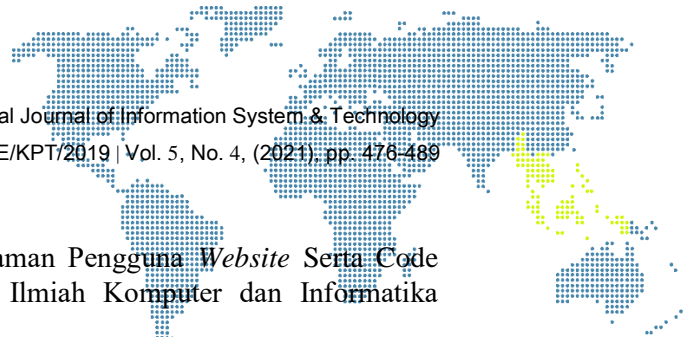 al Journal of Information System & Technology
E/KPT/2019 | Vol. 5, No. 4, (2021), pp. 476-489
aman Pengguna Website Serta Code
Ilmiah Komputer dan Informatika